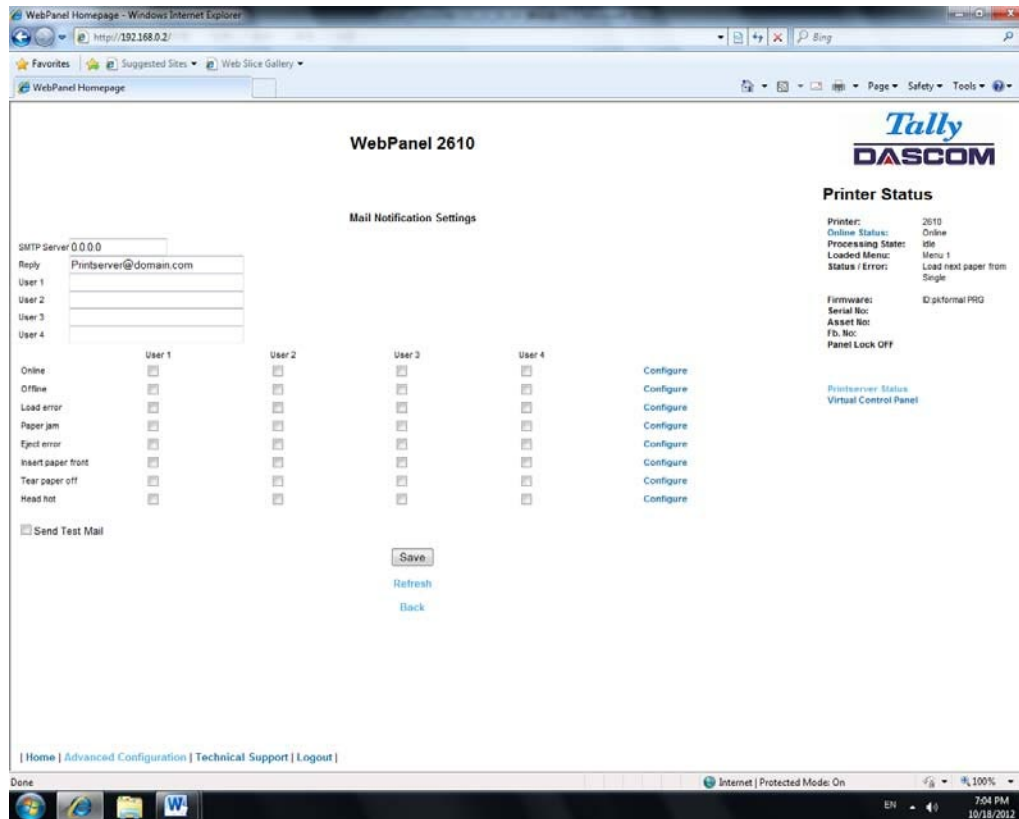 WebPanel Homepage - Windows Internet Explorer
http://192.168.0.2/
Bing
Favorites Suggested Sites Web Slice Gallery
WebPanel Homepage
Page Safety Tools
Tally
DASCOM
WebPanel 2610
Printer Status
Mail Notification Settings
Printer: 2610
Online Status: Online
Processing State: Idle
Loaded Menu: Menu 1
Status / Error: Load next paper from Single
Firmware: ID:pkformal PRG
Serial No:
Asset No:
Fb. No:
Panel Lock OFF
Printserver Status
Virtual Control Panel
SMTP Server 0.0.0.0
Reply Printserver@domain.com
User 1
User 2
User 3
User 4
User 1 User 2 User 3 User 4
Online Configure
Offline Configure
Load error Configure
Paper jam Configure
Eject error Configure
Insert paper front Configure
Tear paper off Configure
Head hot Configure
Send Test Mail
Save
Refresh
Back
| Home | Advanced Configuration | Technical Support | Logout |
Done Internet | Protected Mode: On 100%
EN 7:04 PM
10/18/2012